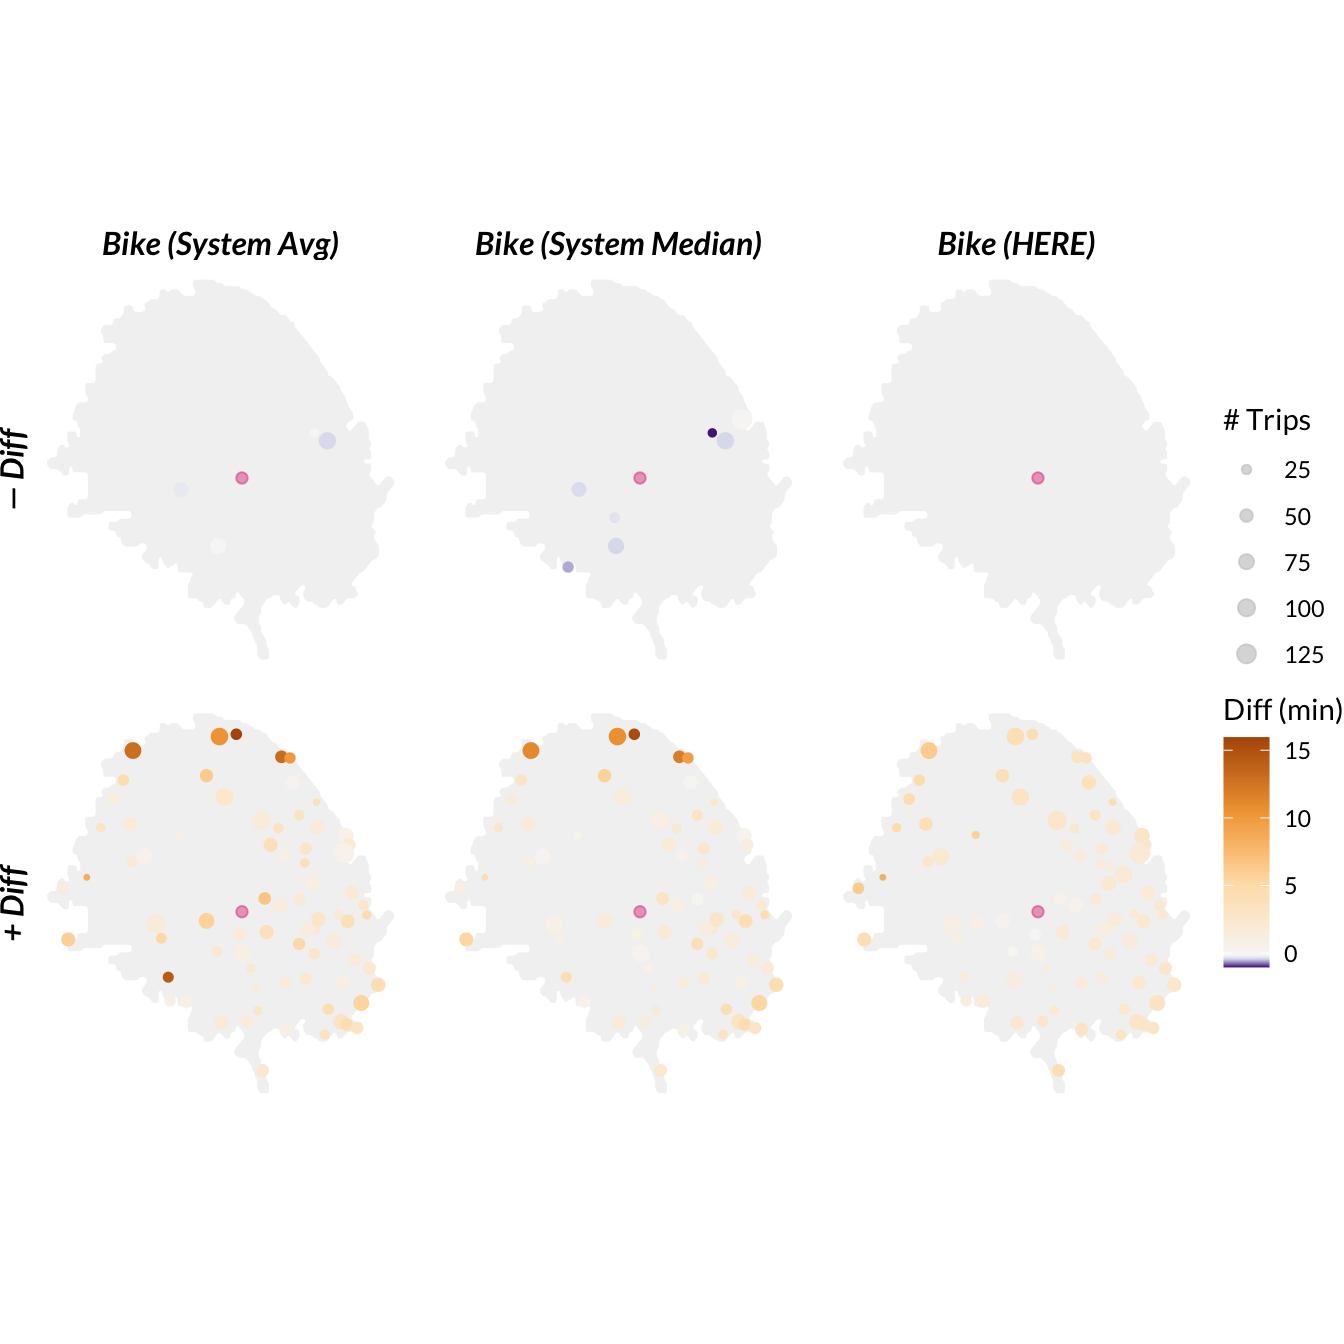 Bike (System Avg)
Bike (System Median)
Bike (HERE)
— Diff
+ Diff
# Trips
25
50
75
100
125
Diff (min)
15
10
5
0